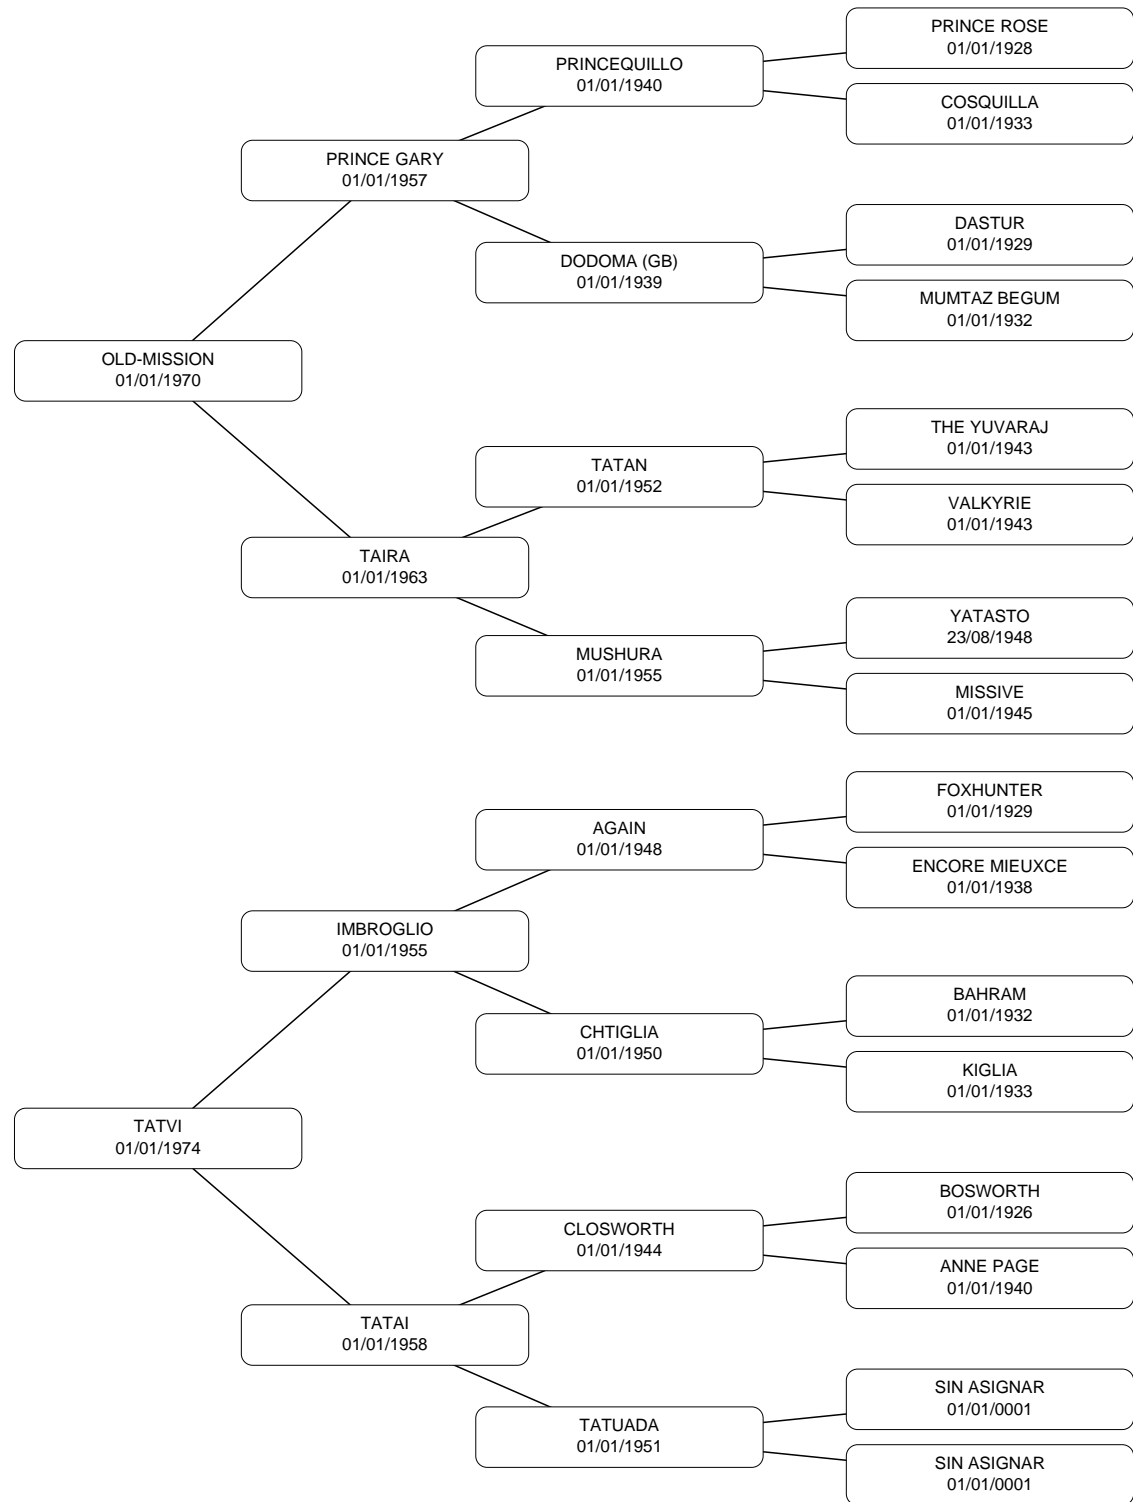 PRINCE ROSE
01/01/1928
PRINCEQUILLO
01/01/1940
COSQUILLA
01/01/1933
PRINCE GARY
01/01/1957
DASTUR
01/01/1929
DODOMA (GB)
01/01/1939
MUMTAZ BEGUM
01/01/1932
OLD-MISSION
01/01/1970
THE YUVARAJ
01/01/1943
TATAN
01/01/1952
VALKYRIE
01/01/1943
TAIRA
01/01/1963
YATASTO
23/08/1948
MUSHURA
01/01/1955
MISSIVE
01/01/1945
FOXHUNTER
01/01/1929
AGAIN
01/01/1948
ENCORE MIEUXCE
01/01/1938
IMBROGLIO
01/01/1955
BAHRAM
01/01/1932
CHTIGLIA
01/01/1950
KIGLIA
01/01/1933
TATVI
01/01/1974
BOSWORTH
01/01/1926
CLOSWORTH
01/01/1944
ANNE PAGE
01/01/1940
TATAI
01/01/1958
SIN ASIGNAR
01/01/0001
TATUADA
01/01/1951
SIN ASIGNAR
01/01/0001